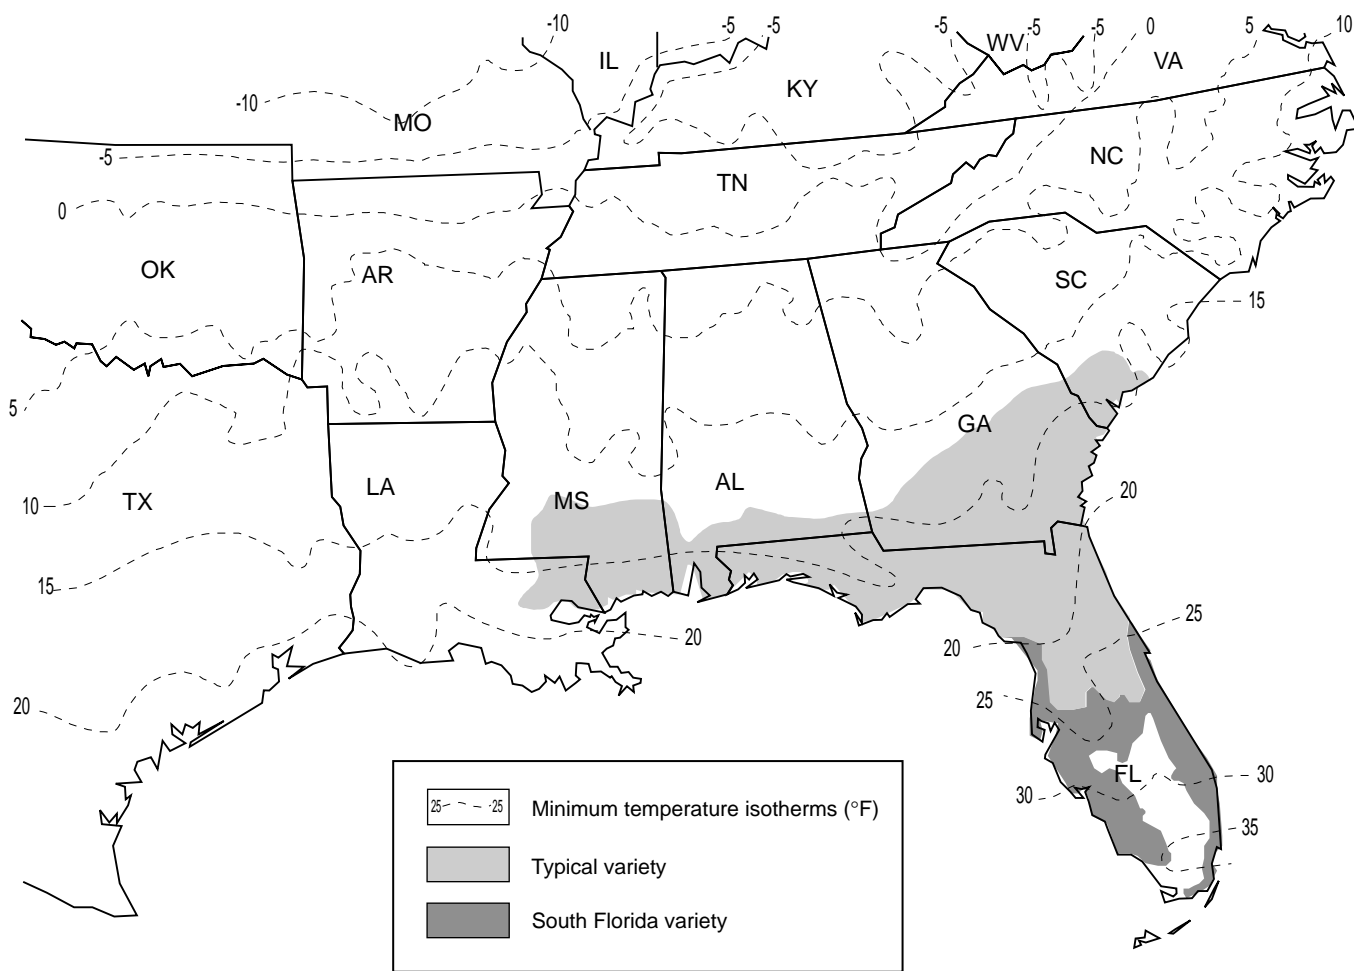 -10
-5
-5
-5
-5
-5
0
5
10
IL
WV
VA
KY
-10
MO
-5
TN
NC
0
OK
AR
SC
15
5
GA
10
TX
LA
MS
AL
20
15
25
20
20
25
20
FL
30
30
35
25
25
Minimum temperature isotherms (°F)
Typical variety
South Florida variety